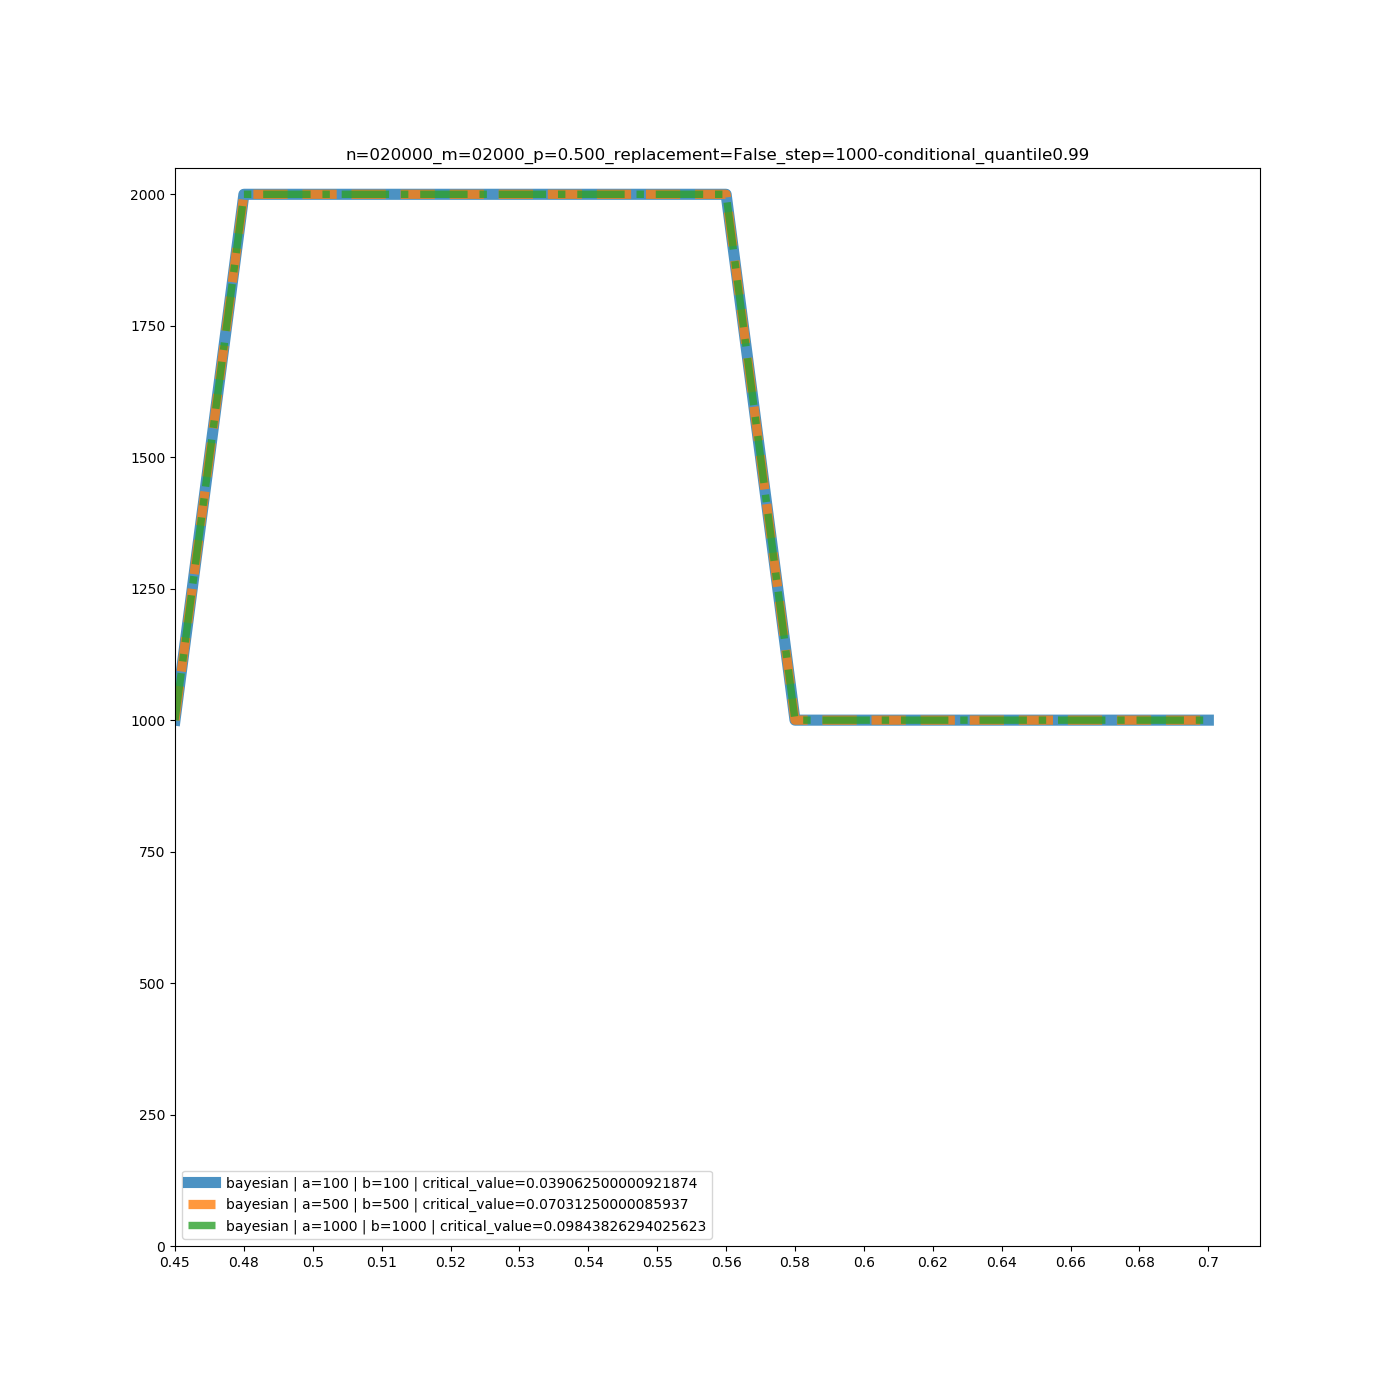 n=020000_m=02000_p=0.500_replacement=False_step=1000-conditional_quantile0.99
2000
1750
1500
1250
1000
750
500
250
0
bayesian | a=100 | b=100 | critical_value=0.039062500000921874
bayesian | a=500 | b=500 | critical_value=0.07031250000085937
bayesian | a=1000 | b=1000 | critical_value=0.09843826294025623
0.45 0.48 0.5 0.51 0.52 0.53 0.54 0.55 0.56 0.58 0.6 0.62 0.64 0.66 0.68 0.7